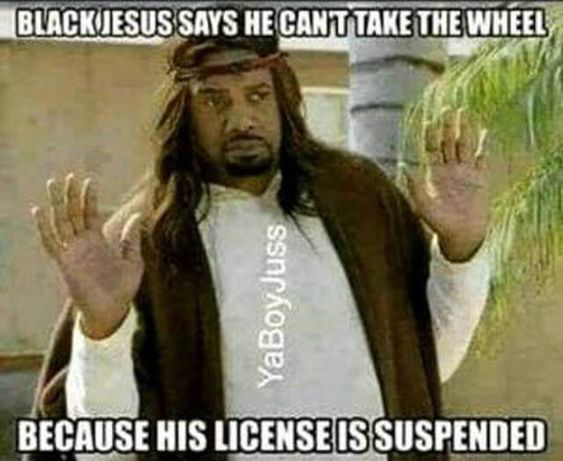 BLACK JESUS SAYS HE CAN'T TAKE THE WHEEL
YaBoyJuss
BECAUSE HIS LICENSE IS SUSPENDED